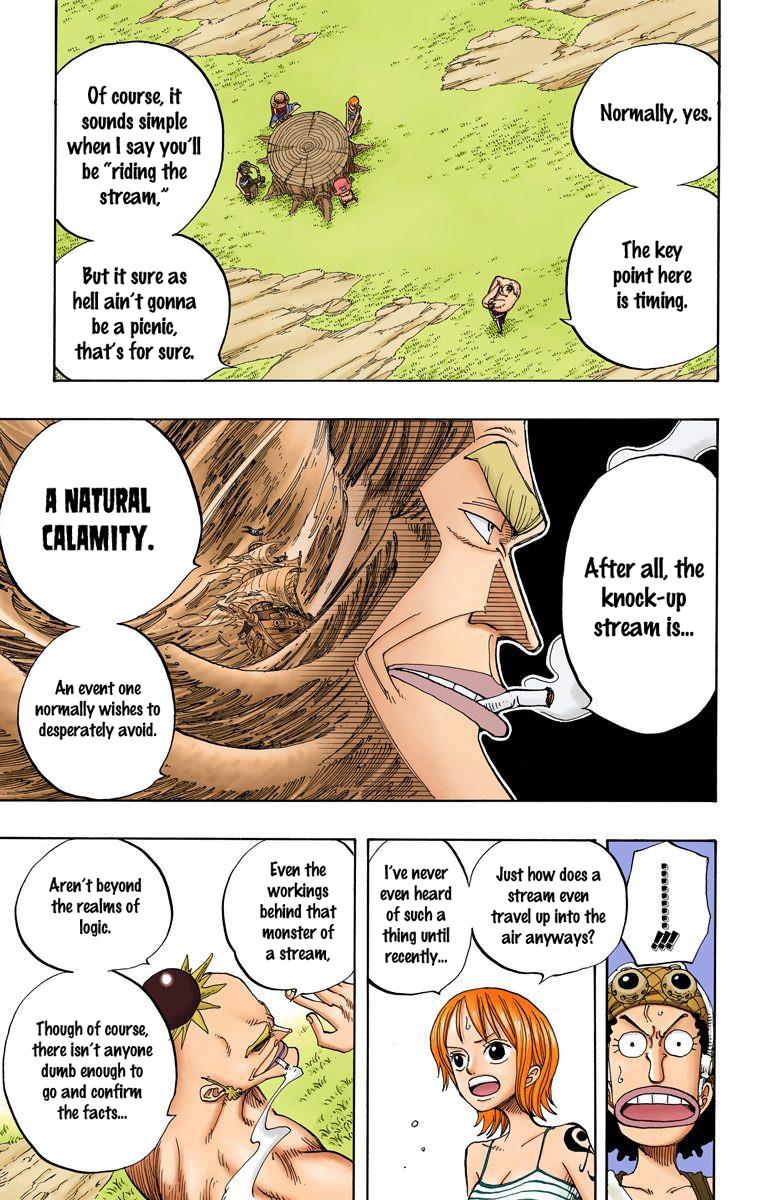 Normally, yes.
The key
point here
is timing.
Of course, it
sounds simple
when I say you'll
be "riding the
stream,"
But it sure as
hell ain't gonna
be a picnic,
that's for sure.
After all, the
knock-up
stream is...
A NATURAL
CALAMITY.
An event one
normally wishes to
desperately avoid.
.........!!!
Just how does a
stream even
travel up into the
air anyways?
I've never
even heard
of such a
thing until
recently...
Even the
workings
behind that
monster of
a stream,
Aren't beyond
the realms of
logic.
Though of course,
there isn't anyone
dumb enough to
go and confirm
the facts...